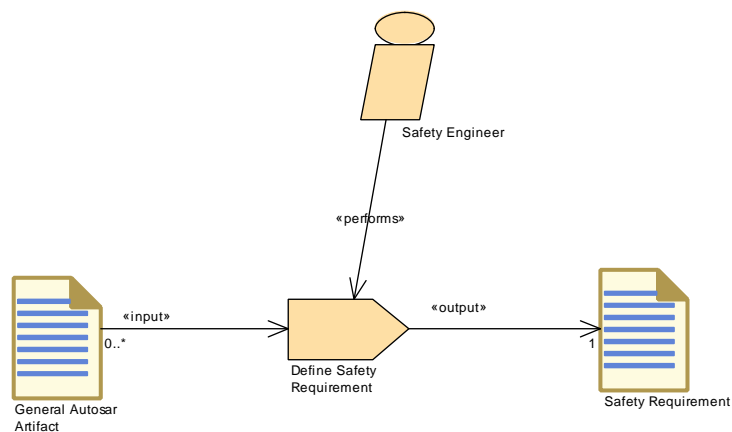 Safety Engineer
«performs»
«input»
0..*
General Autosar
Artifact
Define Safety
Requirement
«output»
1
Safety Requirement